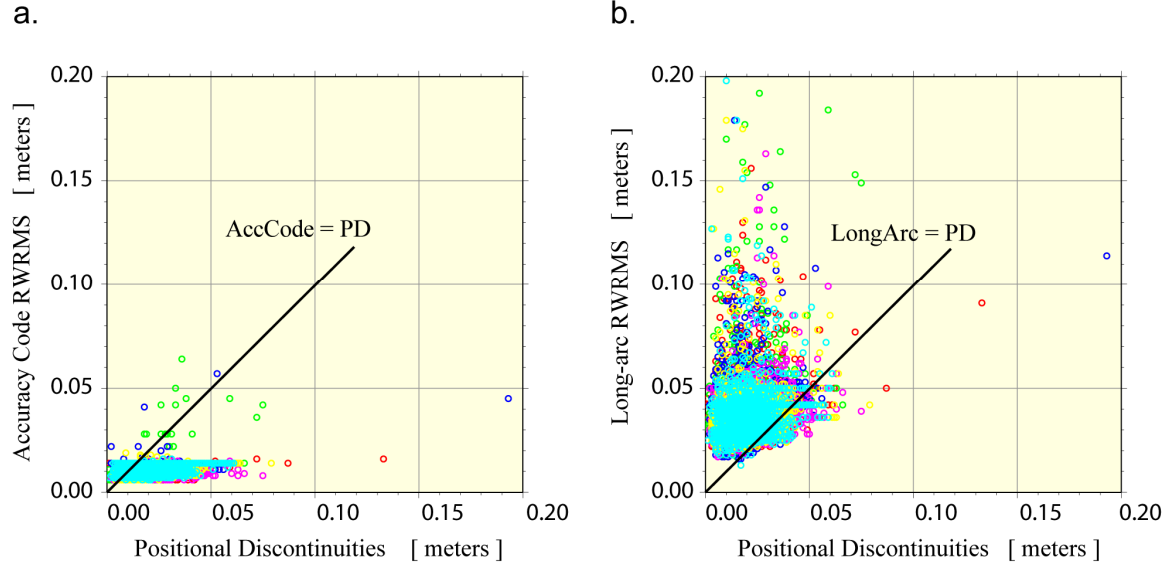 a.
0.20
0.15
0.10
0.05
0.00
Accuracy Code RWRMS [ meters ]
AccCode = PD
0.00 0.05 0.10 0.15 0.20
Positional Discontinuities [ meters ]
b.
0.20
0.15
0.10
0.05
0.00
Long-arc RWRMS [ meters ]
LongArc = PD
0.00 0.05 0.10 0.15 0.20
Positional Discontinuities [ meters ]